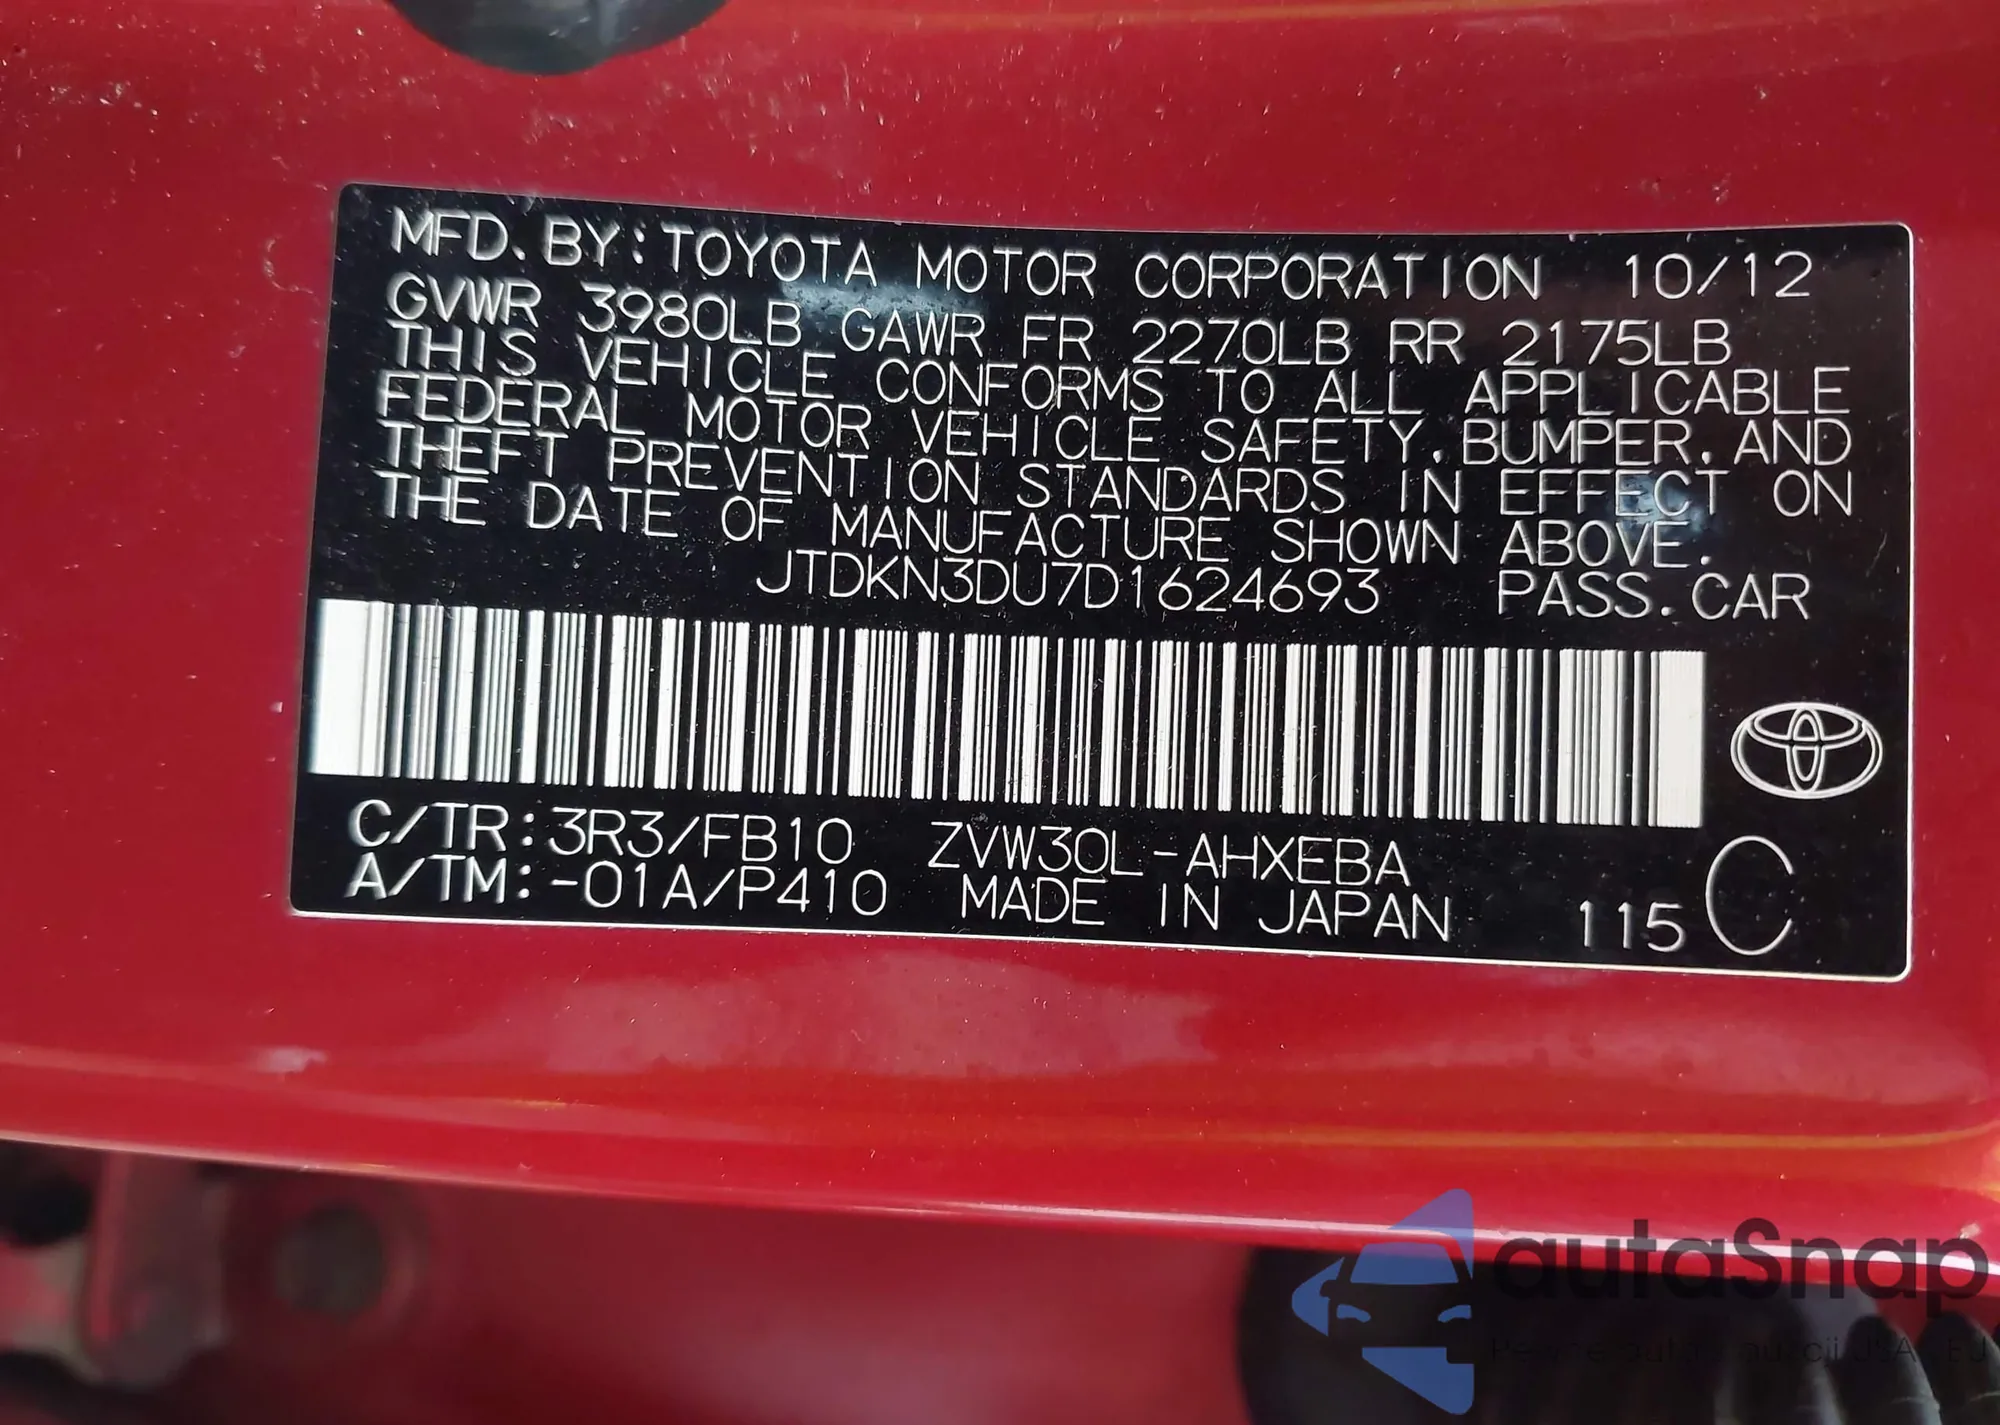 MFD. BY: TOYOTA MOTOR CORPORATION 10/12
GVWR 3980LB GAWR FR 2270LB RR 2175LB
THIS VEHICLE CONFORMS TO ALL APPLICABLE
FEDERAL MOTOR VEHICLE SAFETY, BUMPER, AND
THEFT PREVENTION STANDARDS IN EFFECT ON
THE DATE OF MANUFACTURE SHOWN ABOVE.
JTDKN3DU7D1624693 PASS. CAR
C/TR: 3R3/FB10 ZVW30L-AHXEBA
A/TM: -01A/P410 MADE IN JAPAN 115 C
autaSnap